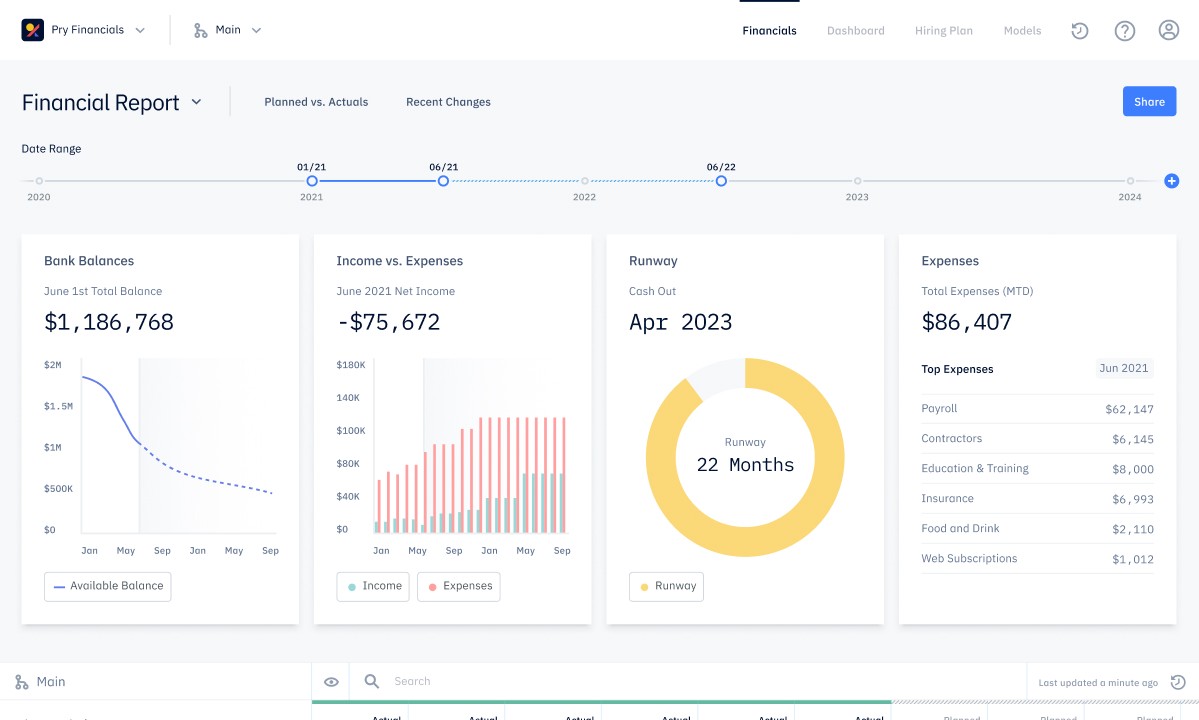 Pry Financials
Main
Financials
Dashboard
Hiring Plan
Models
Financial Report
Planned vs. Actuals
Recent Changes
Share
Date Range
01/21 06/21 06/22
2020 2021 2022 2023 2024
Bank Balances
June 1st Total Balance
$1,186,768
$2M
$1.5M
$1M
$500K
$0
Jan May Sep Jan May Sep
Available Balance
Income vs. Expenses
June 2021 Net Income
-$75,672
$180K
140K
$100K
$80K
$40K
$0
Jan May Sep Jan May Sep
Income Expenses
Runway
Cash Out
Apr 2023
Runway
22 Months
Runway
Expenses
Total Expenses (MTD)
$86,407
Top Expenses Jun 2021
Payroll $62,147
Contractors $6,145
Education & Training $8,000
Insurance $6,993
Food and Drink $2,110
Web Subscriptions $1,012
Main
Search
Last updated a minute ago
Actual Actual Actual Actual Actual Actual Planned Planned Planned